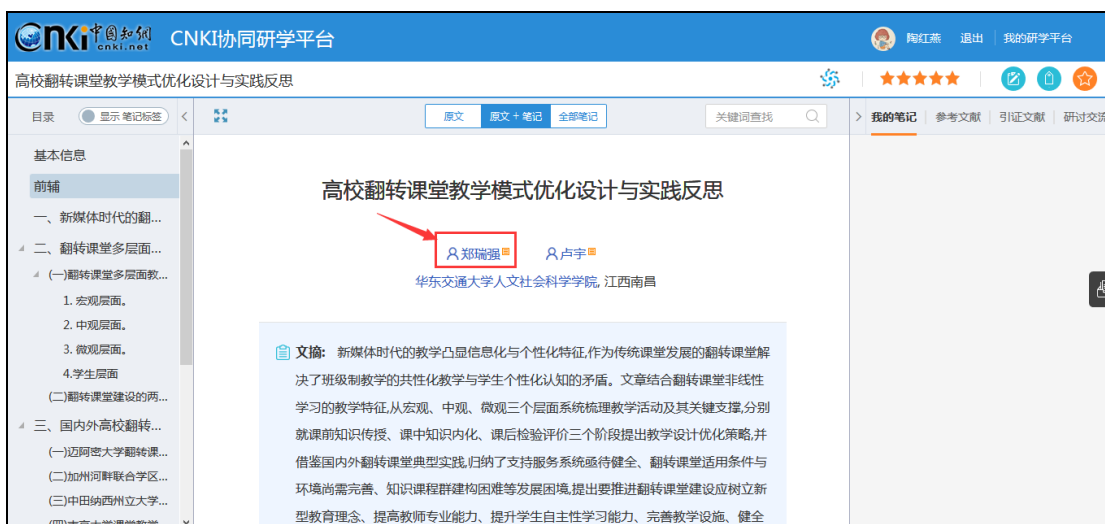 CNKI 中国知网 cnki.net CNKI协同研学平台 陶红燕 退出 我的研学平台
高校翻转课堂教学模式优化设计与实践反思
目录 显示 笔记标签 原文 原文 + 笔记 全部笔记 关键词查找 我的笔记 参考文献 引证文献 研讨交流
基本信息
前辅
一、新媒体时代的翻...
二、翻转课堂多层面...
(一)翻转课堂多层面教...
1. 宏观层面。
2. 中观层面。
3. 微观层面。
4.学生层面
(二)翻转课堂建设的两...
三、国内外高校翻转...
(一)迈阿密大学翻转课...
(二)加州河畔联合学区...
(三)中田纳西州立大学...
高校翻转课堂教学模式优化设计与实践反思
郑瑞强 卢宇
华东交通大学人文社会科学学院, 江西南昌
文摘: 新媒体时代的教学凸显信息化与个性化特征,作为传统课堂发展的翻转课堂解
决了班级制教学的共性化教学与学生个性化认知的矛盾。文章结合翻转课堂非线性
学习的教学特征,从宏观、中观、微观三个层面系统梳理教学活动及其关键支撑,分别
就课前知识传授、课中知识内化、课后检验评价三个阶段提出教学设计优化策略,并
借鉴国内外翻转课堂典型实践,归纳了支持服务系统亟待健全、翻转课堂适用条件与
环境尚需完善、知识课程群建构困难等发展困境,提出要推进翻转课堂建设应树立新
型教育理念、提高教师专业能力、提升学生自主性学习能力、完善教学设施、健全